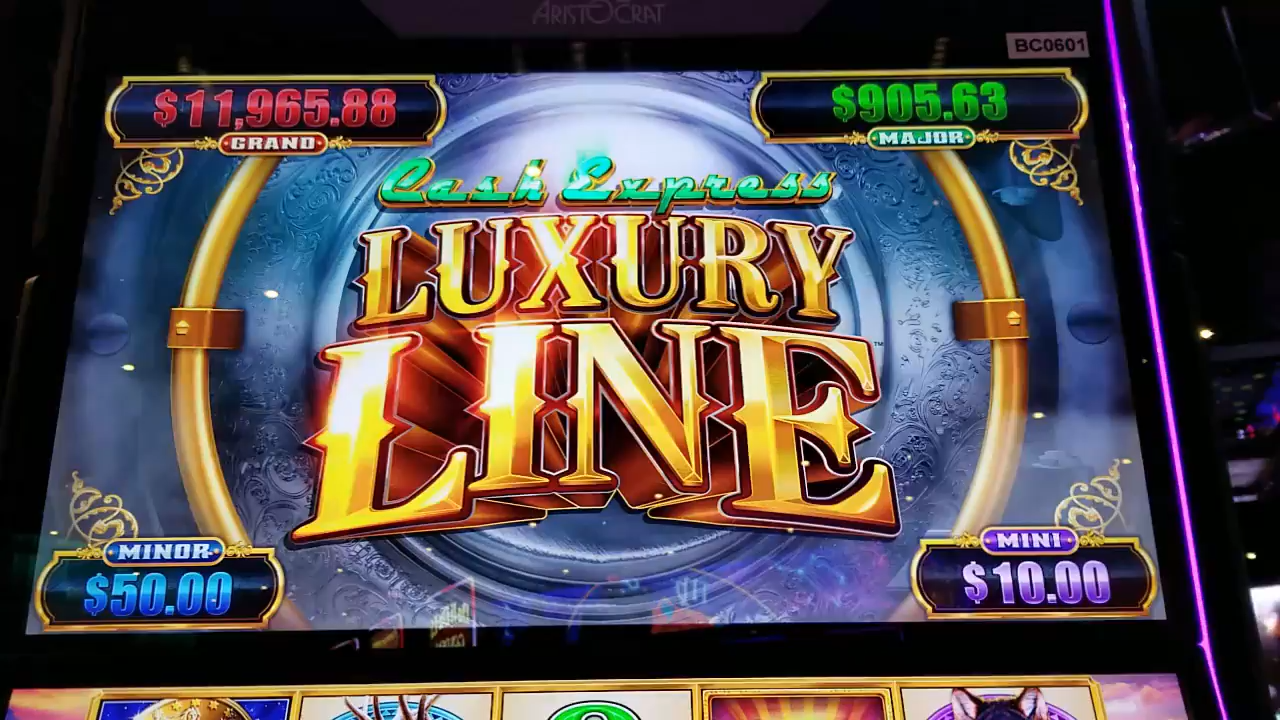 ARISTOCRAT
BC0601
$11,965.88
GRAND
$905.63
MAJOR
Cash Express
LUXURY
LINE
TM
MINOR
$50.00
MINI
$10.00